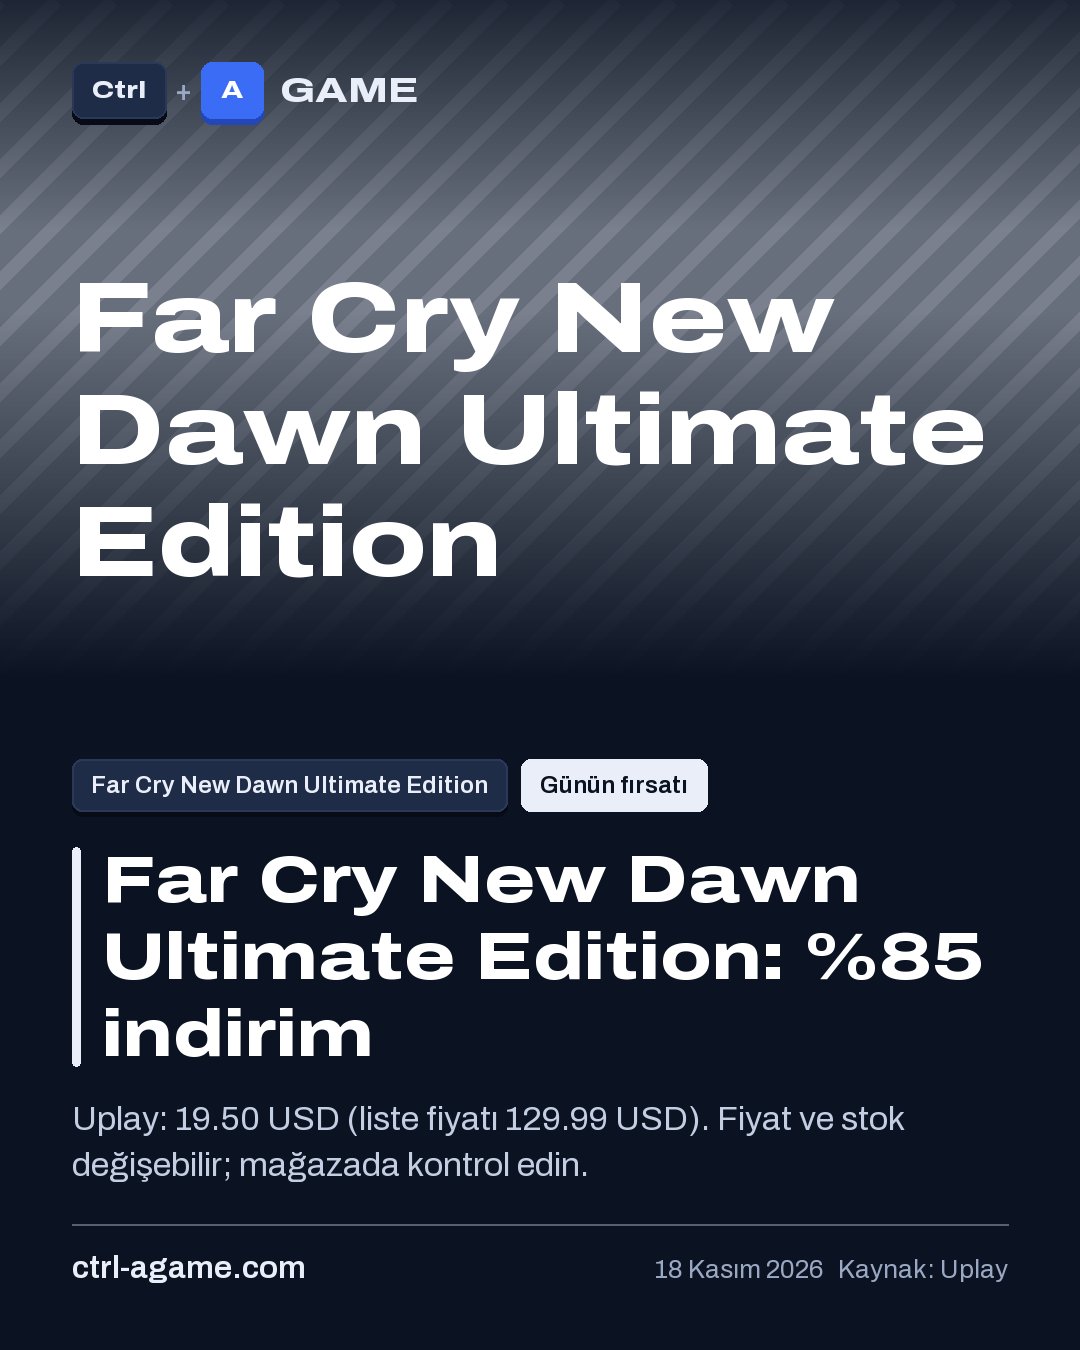 Ctrl + A GAME
Far Cry New
Dawn Ultimate
Edition
Far Cry New Dawn Ultimate Edition Günün fırsatı
Far Cry New Dawn
Ultimate Edition: %85
indirim
Uplay: 19.50 USD (liste fiyatı 129.99 USD). Fiyat ve stok
değişebilir; mağazada kontrol edin.
ctrl-agame.com 18 Kasım 2026 Kaynak: Uplay